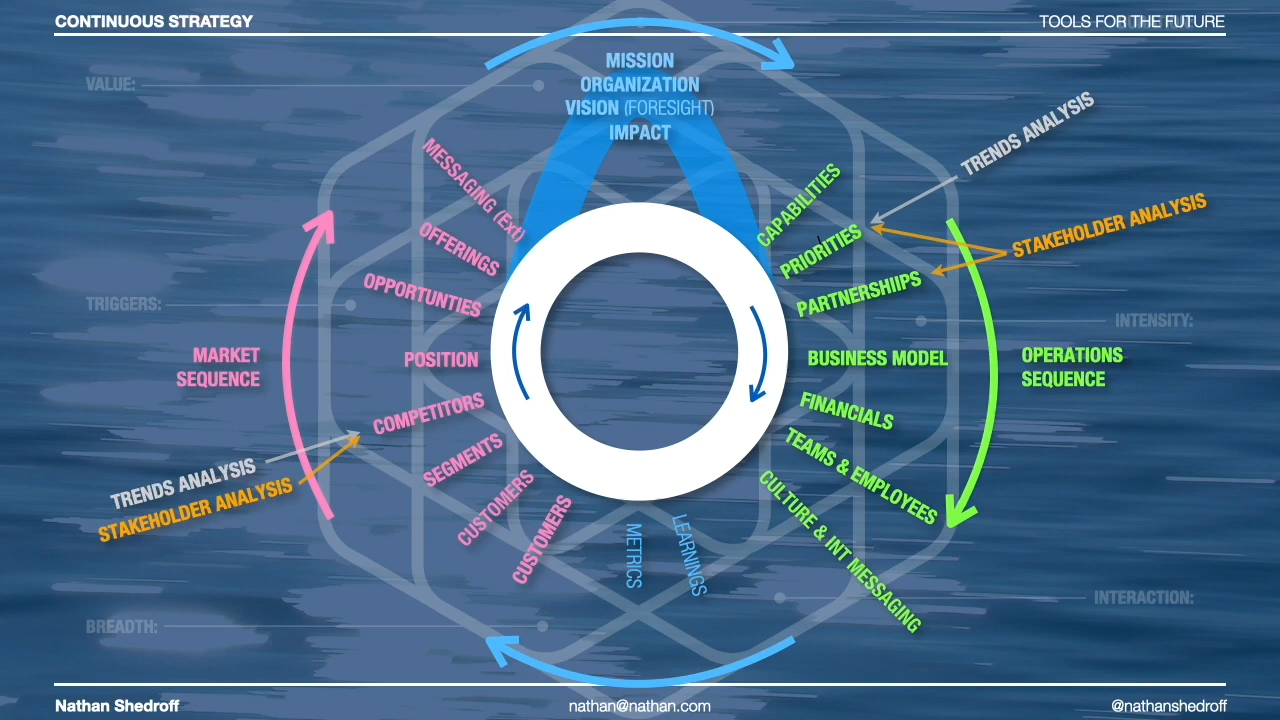 CONTINUOUS STRATEGY
TOOLS FOR THE FUTURE
MISSION
ORGANIZATION
VISION (FORESIGHT)
IMPACT
VALUE:
TRIGGERS:
BREADTH:
INTENSITY:
INTERACTION:
MESSAGING (Ext)
OFFERINGS
OPPORTUNTIES
POSITION
COMPETITORS
SEGMENTS
CUSTOMERS
CUSTOMERS
MARKET
SEQUENCE
TRENDS ANALYSIS
STAKEHOLDER ANALYSIS
METRICS
LEARNINGS
CAPABILITIES
PRIORITIES
PARTNERSHIIPS
BUSINESS MODEL
FINANCIALS
TEAMS & EMPLOYEES
CULTURE & INT MESSAGING
OPERATIONS
SEQUENCE
TRENDS ANALYSIS
STAKEHOLDER ANALYSIS
Nathan Shedroff
nathan@nathan.com
@nathanshedroff